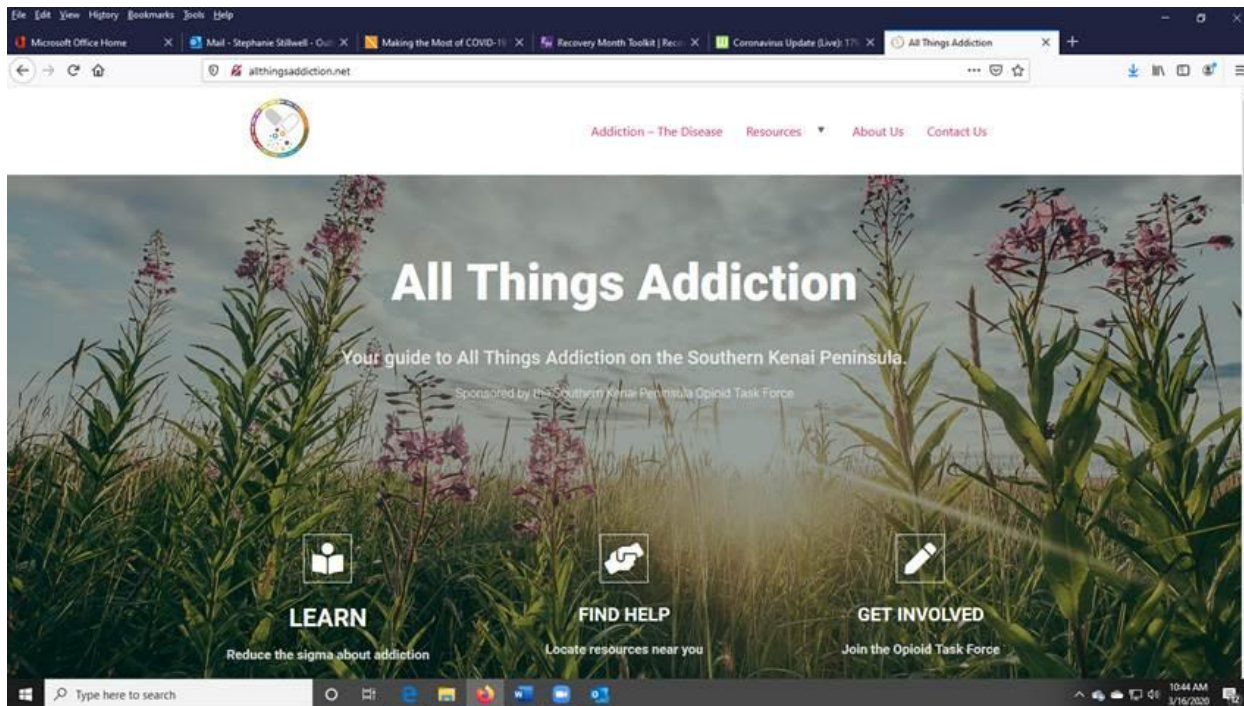 File Edit View History Bookmarks Tools Help
Microsoft Office Home Mail - Stephanie Stillwell - Out Making the Most of COVID-19 Recovery Month Toolkit | Reco Coronavirus Update (Live): 179 All Things Addiction
allthingsaddiction.net
Addiction – The Disease Resources About Us Contact Us
All Things Addiction
Your guide to All Things Addiction on the Southern Kenai Peninsula.
Sponsored by the Southern Kenai Peninsula Opioid Task Force
LEARN FIND HELP GET INVOLVED
Reduce the sigma about addiction Locate resources near you Join the Opioid Task Force
Type here to search
10:44 AM
3/16/2020